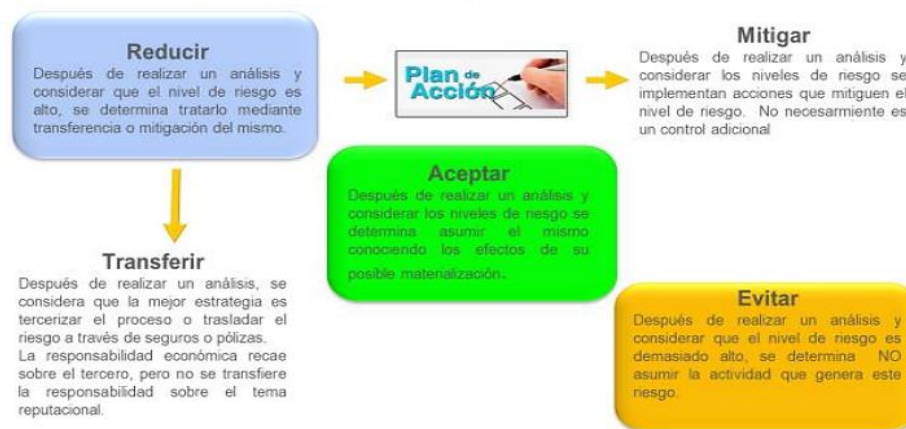 Reducir
Después de realizar un análisis y
considerar que el nivel de riesgo es
alto, se determina tratarlo mediante
transferencia o mitigación del mismo.
Plan de
Acción
Mitigar
Después de realizar un análisis y
considerar los niveles de riesgo se
implementan acciones que mitiguen el
nivel de riesgo. No necesarmiente es
un control adicional
Aceptar
Después de realizar un análisis y
considerar los niveles de riesgo se
determina asumir el mismo
conociendo los efectos de su
posible materialización.
Transferir
Después de realizar un análisis, se
considera que la mejor estrategia es
tercerizar el proceso o trasladar el
riesgo a través de seguros o pólizas.
La responsabilidad económica recae
sobre el tercero, pero no se transfiere
la responsabilidad sobre el tema
reputacional.
Evitar
Después de realizar un análisis y
considerar que el nivel de riesgo es
demasiado alto, se determina NO
asumir la actividad que genera este
riesgo.